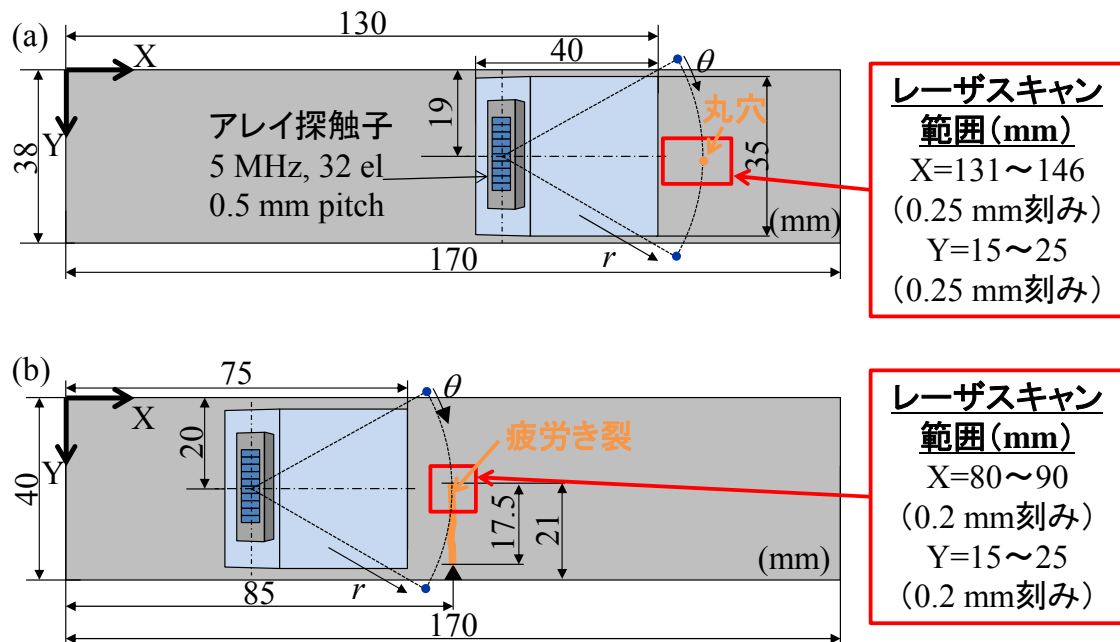 (a)
130
X
40
θ
Y
38
19
アレイ探触子
5 MHz, 32 el
0.5 mm pitch
丸穴
35
(mm)
r
170
レーザスキャン
範囲(mm)
X=131～146
(0.25 mm刻み)
Y=15～25
(0.25 mm刻み)
(b)
75
X
θ
Y
40
20
疲労き裂
17.5
21
(mm)
r
85
170
レーザスキャン
範囲(mm)
X=80～90
(0.2 mm刻み)
Y=15～25
(0.2 mm刻み)